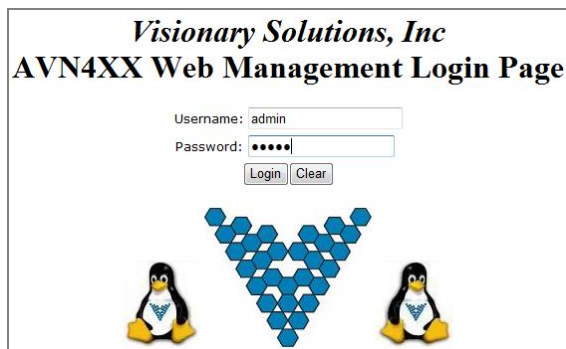 Visionary Solutions, Inc
AVN4XX Web Management Login Page
Username: admin
Password: •••••
Login Clear